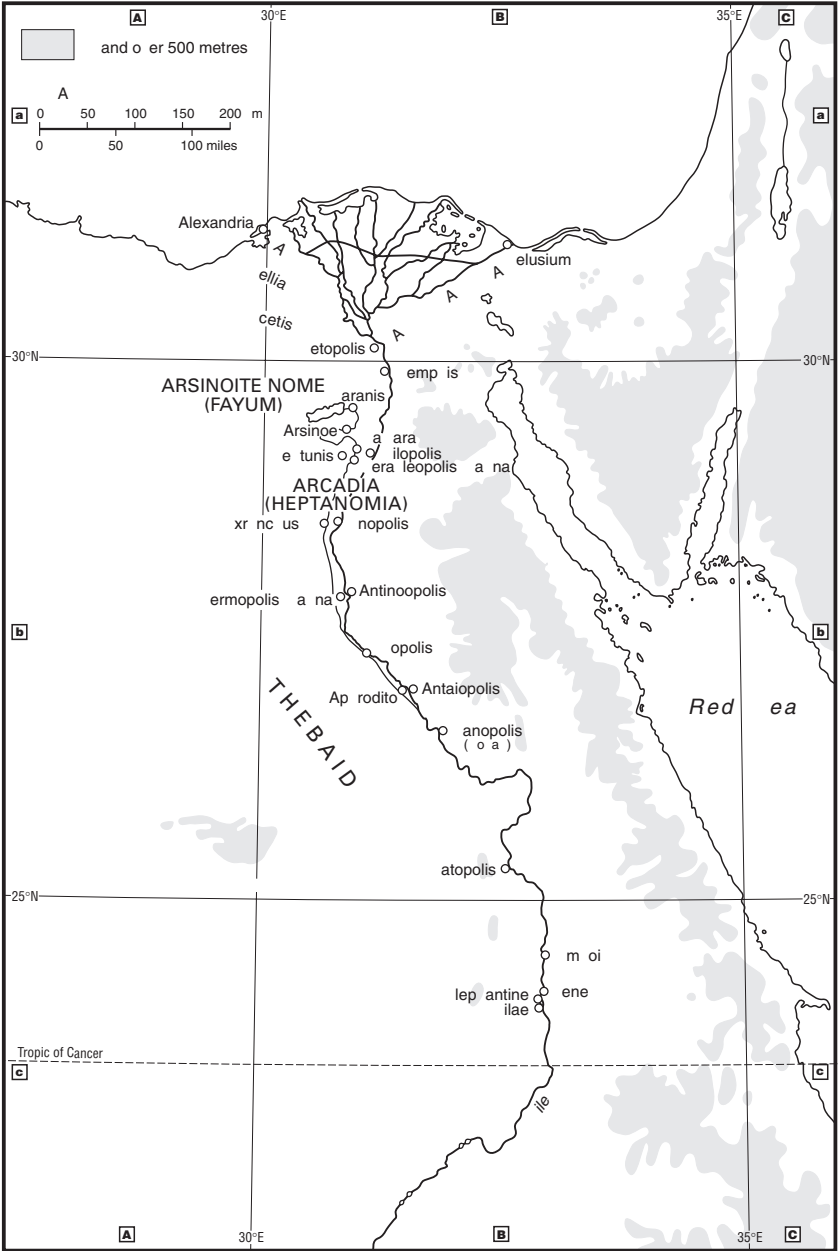 A
30°E
B
35°E
C
and o er 500 metres
A
a
0 50 100 150 200 m
0 50 100 miles
a
Alexandria
A
elusium
ellia
A
A
cetis
A
etopolis
30°N
30°N
emp is
ARSINOITE NOME
(FAYUM)
aranis
Arsinoe
a ara
e tunis
ilopolis
era leopolis a na
ARCADIA
(HEPTANOMIA)
xr nc us
nopolis
Antinoopolis
ermopolis a na
b
b
opolis
THEBAID
Ap rodito
Antaiopolis
Red ea
anopolis
( o a )
atopolis
25°N
25°N
m oi
lep antine
ene
ilae
Tropic of Cancer
c
c
ile
A
30°E
B
35°E
C